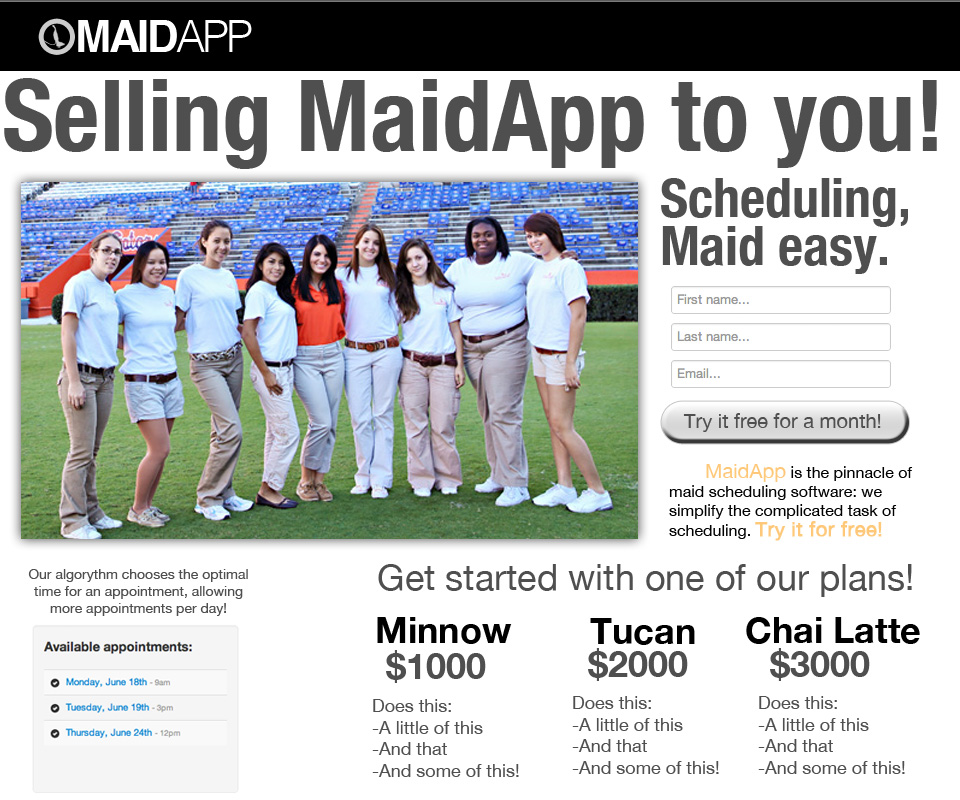 MAIDAPP
Selling MaidApp to you!
Gators
Scheduling,
Maid easy.
First name...
Last name...
Email...
Try it free for a month!
MaidApp is the pinnacle of
maid scheduling software: we
simplify the complicated task of
scheduling. Try it for free!
Our algorythm chooses the optimal
time for an appointment, allowing
more appointments per day!
Available appointments:
Monday, June 18th - 9am
Tuesday, June 19th - 3pm
Thursday, June 24th - 12pm
Get started with one of our plans!
Minnow
$1000
Does this:
-A little of this
-And that
-And some of this!
Tucan
$2000
Does this:
-A little of this
-And that
-And some of this!
Chai Latte
$3000
Does this:
-A little of this
-And that
-And some of this!